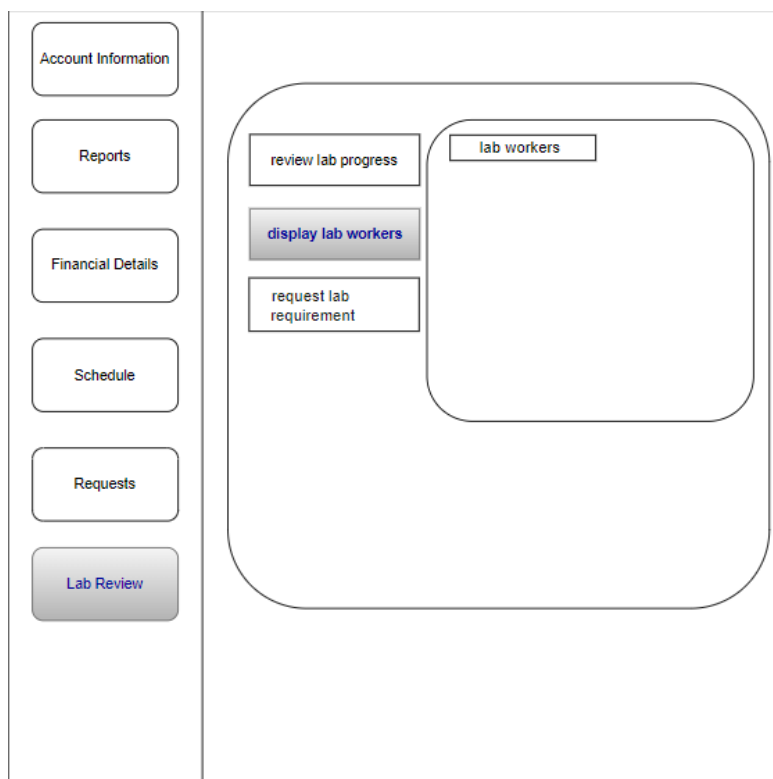 Account Information
Reports
Financial Details
Schedule
Requests
Lab Review
review lab progress
display lab workers
request lab
requirement
lab workers